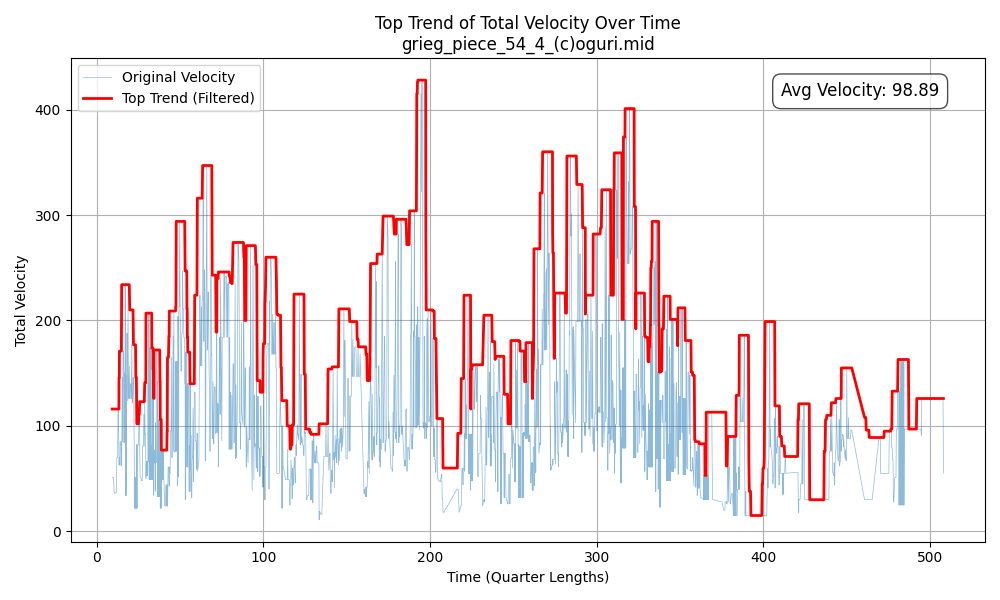 Top Trend of Total Velocity Over Time
grieg_piece_54_4_(c)oguri.mid
Original Velocity
Top Trend (Filtered)
Avg Velocity: 98.89
Total Velocity
400
300
200
100
0
0 100 200 300 400 500
Time (Quarter Lengths)